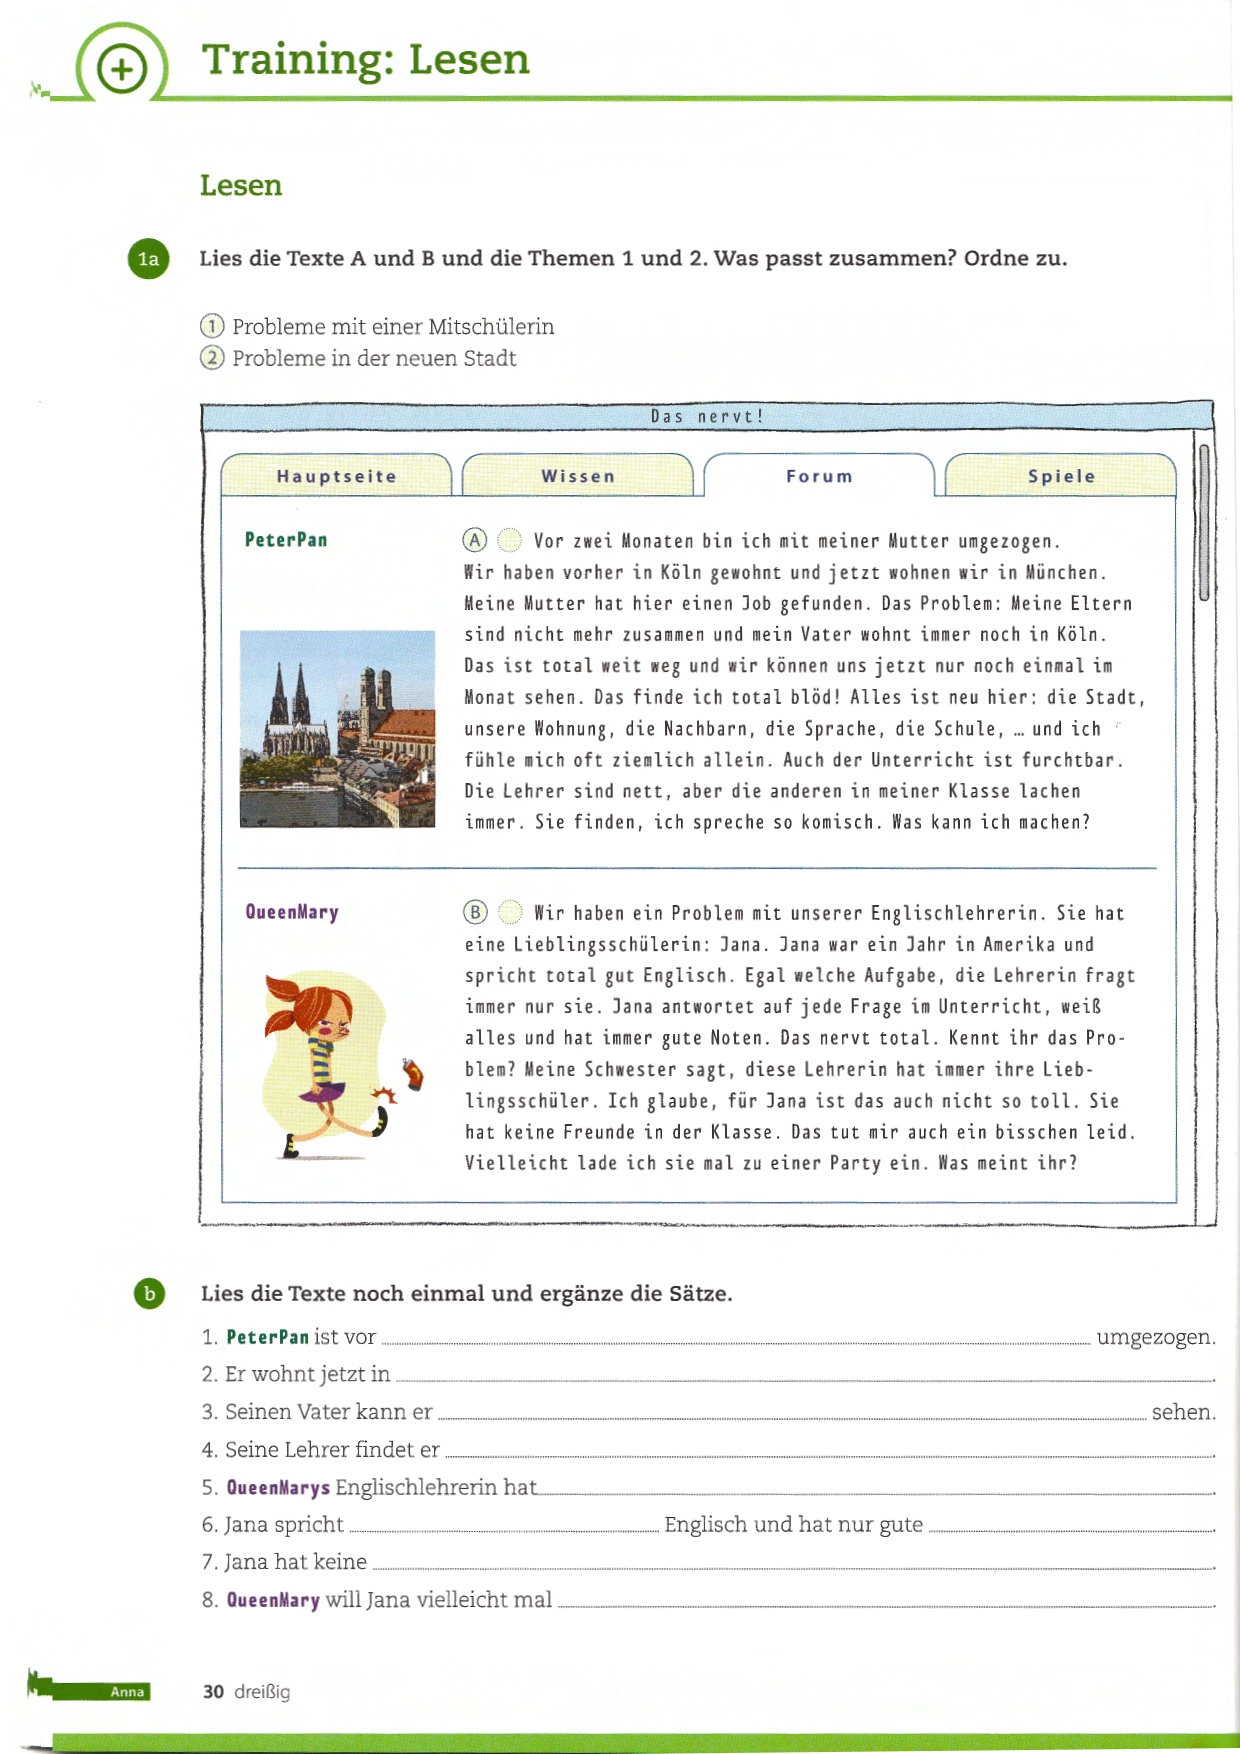 Training: Lesen
Lesen
1a Lies die Texte A und B und die Themen 1 und 2. Was passt zusammen? Ordne zu.
1 Probleme mit einer Mitschülerin
2 Probleme in der neuen Stadt
Das nervt!
Hauptseite Wissen Forum Spiele
PeterPan
A Vor zwei Monaten bin ich mit meiner Mutter umgezogen.
Wir haben vorher in Köln gewohnt und jetzt wohnen wir in München.
Meine Mutter hat hier einen Job gefunden. Das Problem: Meine Eltern
sind nicht mehr zusammen und mein Vater wohnt immer noch in Köln.
Das ist total weit weg und wir können uns jetzt nur noch einmal im
Monat sehen. Das finde ich total blöd! Alles ist neu hier: die Stadt,
unsere Wohnung, die Nachbarn, die Sprache, die Schule, … und ich
fühle mich oft ziemlich allein. Auch der Unterricht ist furchtbar.
Die Lehrer sind nett, aber die anderen in meiner Klasse lachen
immer. Sie finden, ich spreche so komisch. Was kann ich machen?
QueenMary
B Wir haben ein Problem mit unserer Englischlehrerin. Sie hat
eine Lieblingsschülerin: Jana. Jana war ein Jahr in Amerika und
spricht total gut Englisch. Egal welche Aufgabe, die Lehrerin fragt
immer nur sie. Jana antwortet auf jede Frage im Unterricht, weiß
alles und hat immer gute Noten. Das nervt total. Kennt ihr das Pro-
blem? Meine Schwester sagt, diese Lehrerin hat immer ihre Lieb-
lingsschüler. Ich glaube, für Jana ist das auch nicht so toll. Sie
hat keine Freunde in der Klasse. Das tut mir auch ein bisschen leid.
Vielleicht lade ich sie mal zu einer Party ein. Was meint ihr?
b Lies die Texte noch einmal und ergänze die Sätze.
1. PeterPan ist vor umgezogen.
2. Er wohnt jetzt in .
3. Seinen Vater kann er sehen.
4. Seine Lehrer findet er .
5. QueenMarys Englischlehrerin hat .
6. Jana spricht Englisch und hat nur gute .
7. Jana hat keine .
8. QueenMary will Jana vielleicht mal .
Anna 30 dreißig